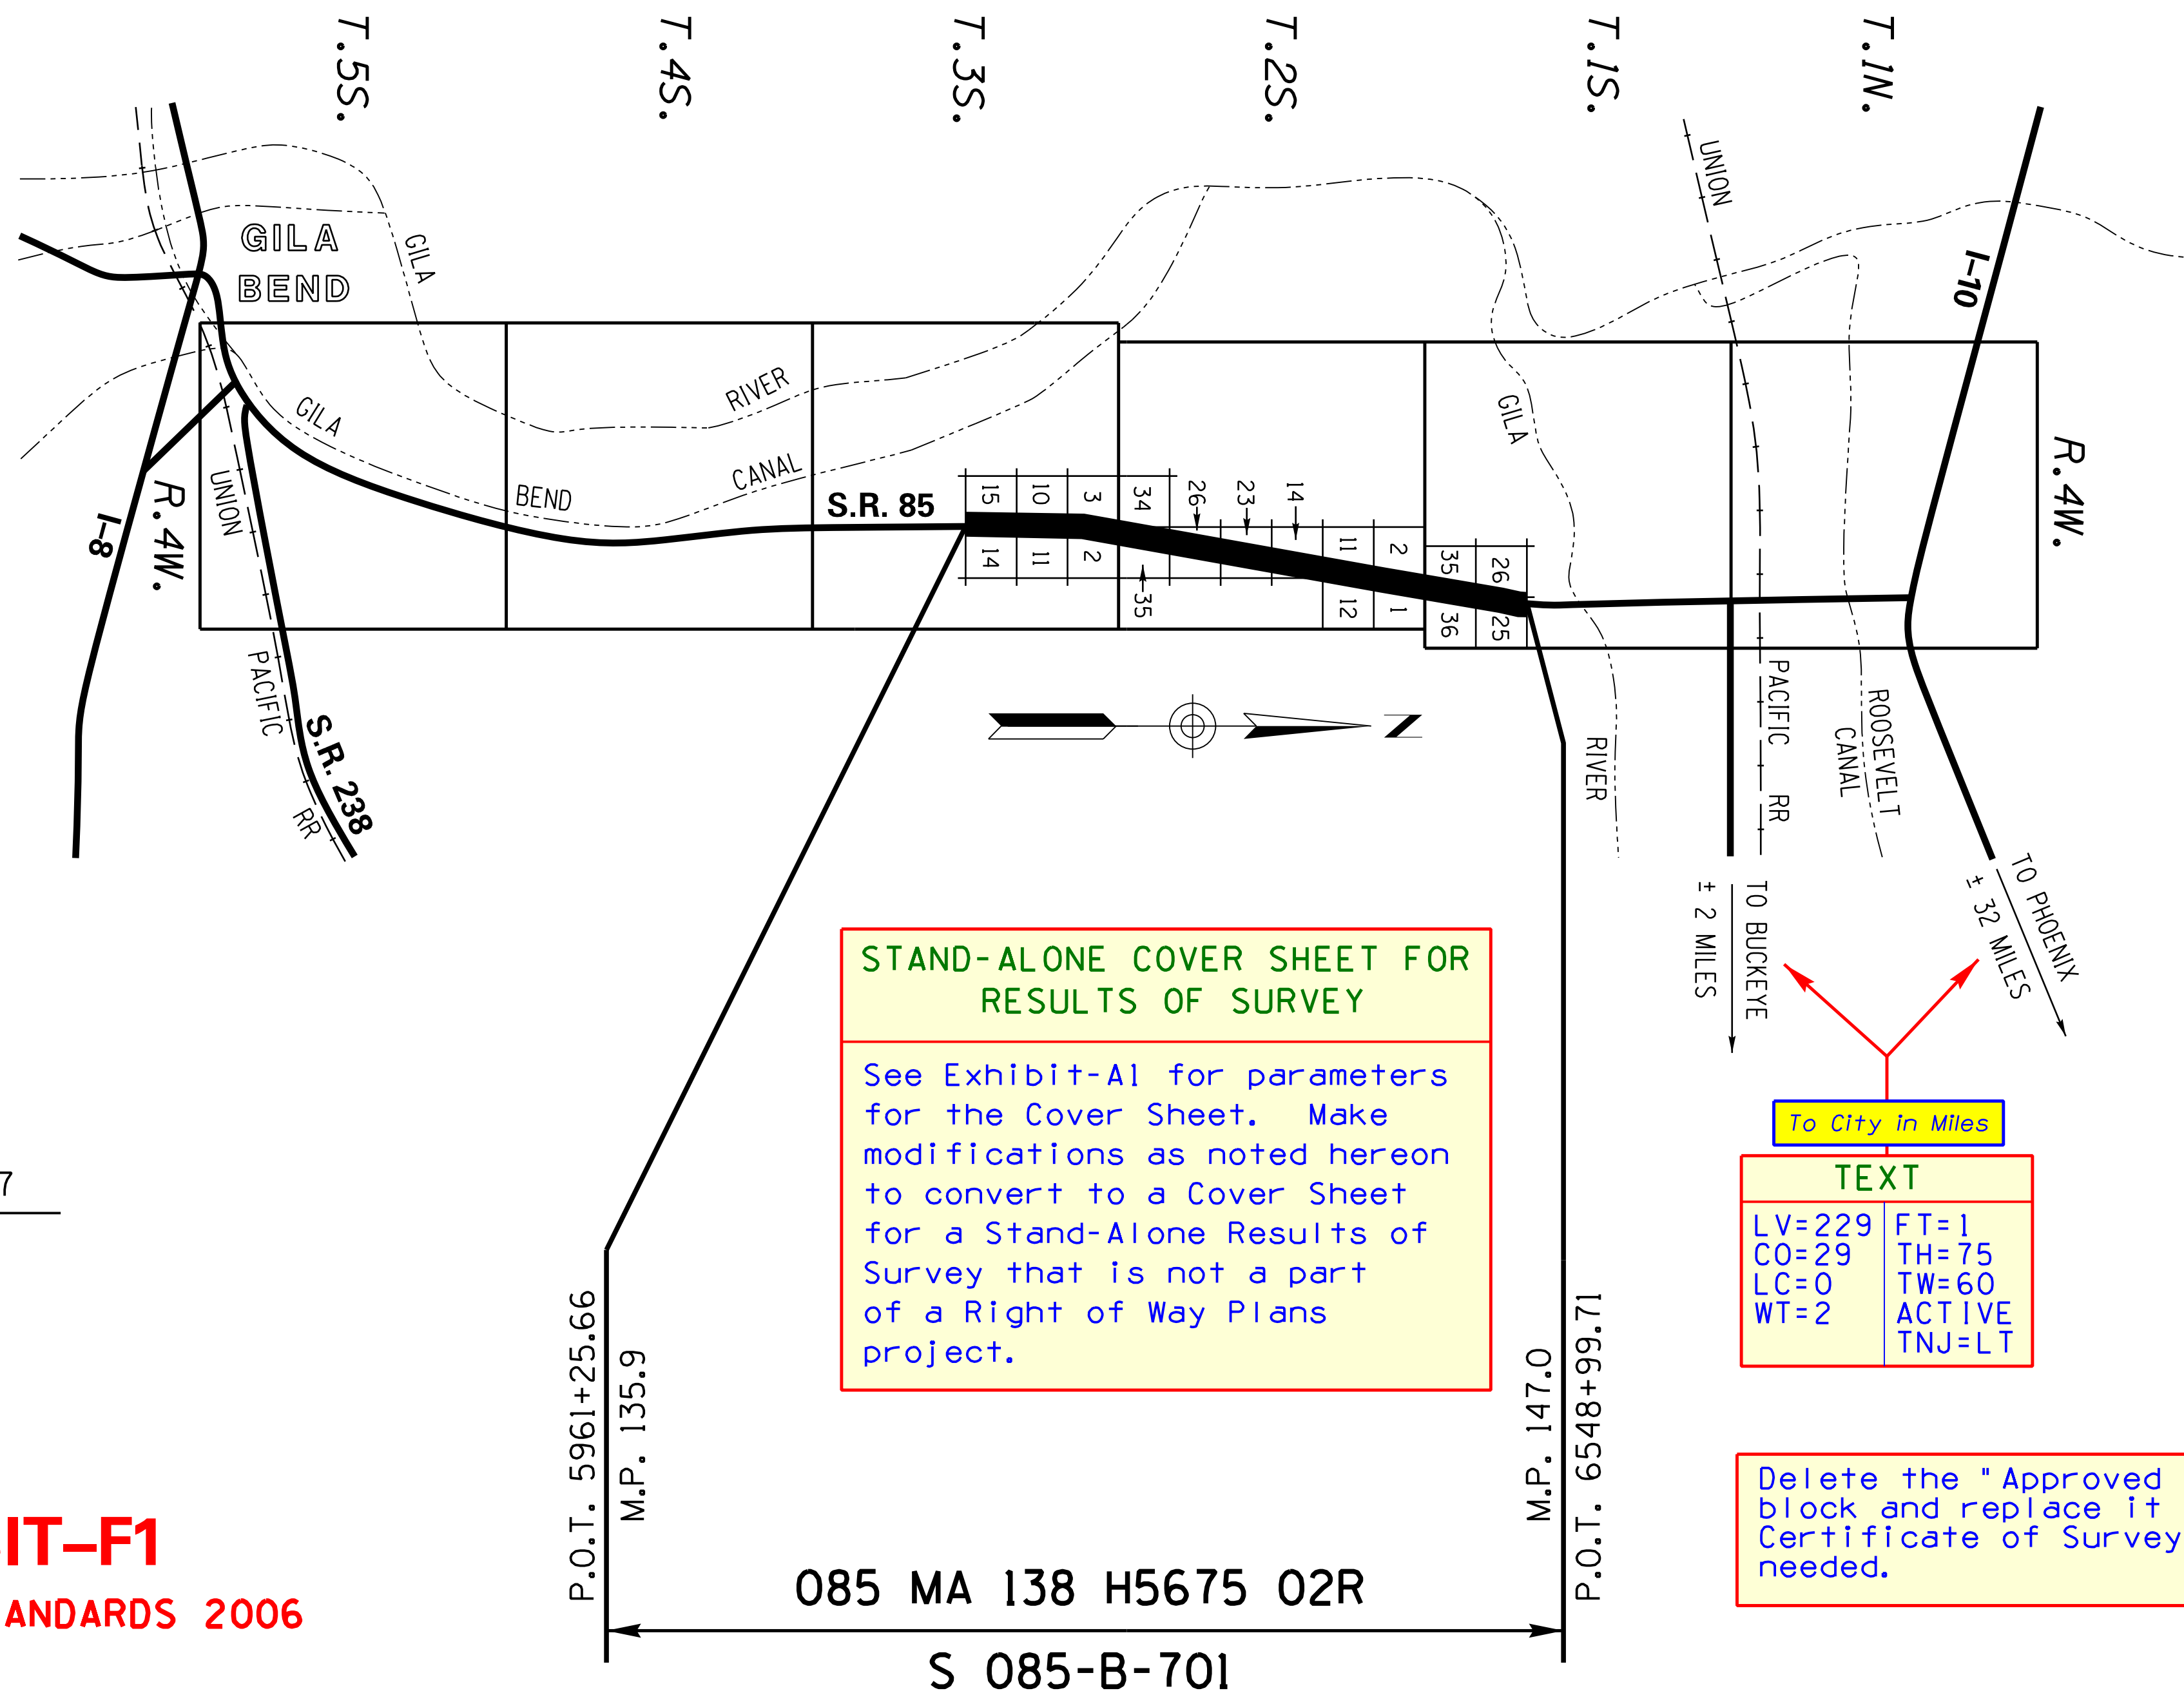 T.5S.
T.4S.
T.3S.
T.2S.
T.1S.
T.1N.
GILA
BEND
GILA
RIVER
GILA
BEND
CANAL
S.R. 85
UNION
PACIFIC
RR
I-8
R.4W.
S.R. 238
15
10
3
34
26
23
14
11
2
35
26
14
11
2
35
12
1
36
25
GILA
RIVER
UNION
PACIFIC RR
ROOSEVELT
CANAL
I-10
R.4W.
N
TO BUCKEYE
± 2 MILES
TO PHOENIX
± 32 MILES
STAND-ALONE COVER SHEET FOR
RESULTS OF SURVEY
See Exhibit-A1 for parameters
for the Cover Sheet. Make
modifications as noted hereon
to convert to a Cover Sheet
for a Stand-Alone Results of
Survey that is not a part
of a Right of Way Plans
project.
To City in Miles
TEXT
LV=229 FT=1
CO=29 TH=75
LC=0 TW=60
WT=2 ACTIVE
TNJ=LT
7
P.O.T. 5961+25.66
M.P. 135.9
M.P. 147.0
P.O.T. 6548+99.71
Delete the "Approved
block and replace it
Certificate of Survey
needed.
IT-F1
ANDARDS 2006
085 MA 138 H5675 02R
S 085-B-701